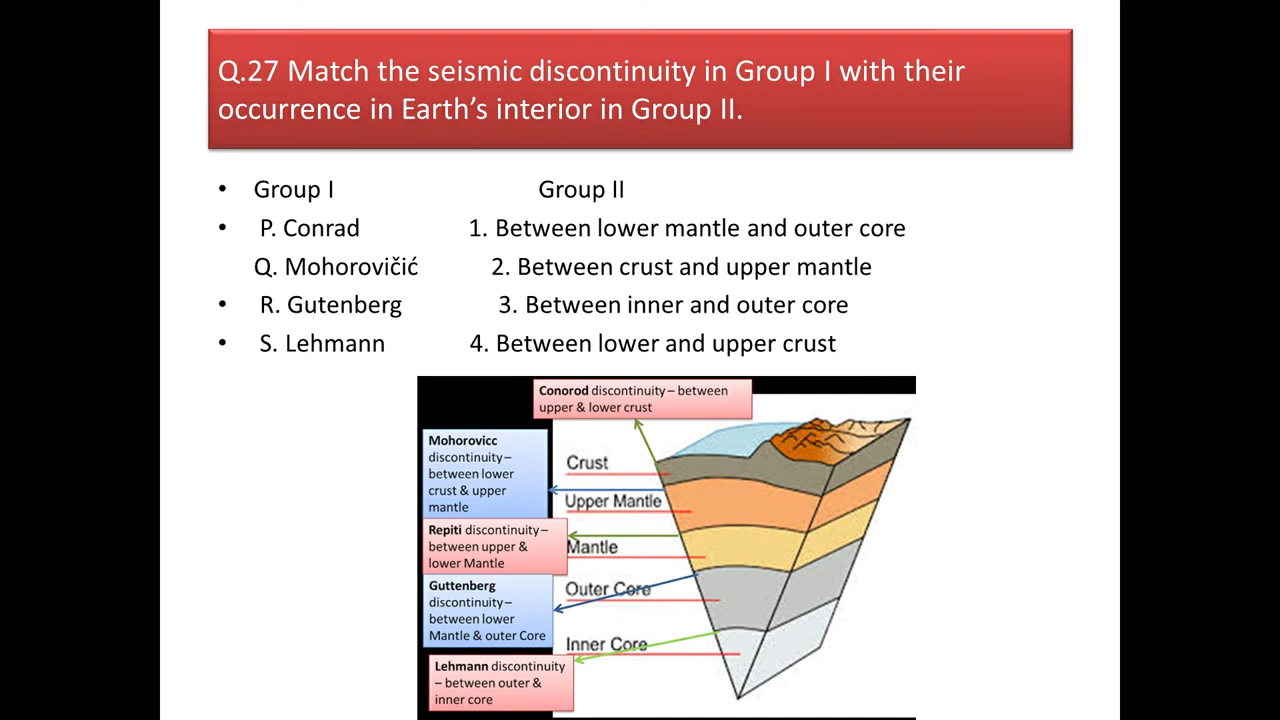 Q.27 Match the seismic discontinuity in Group I with their
occurrence in Earth's interior in Group II.
• Group I Group II
• P. Conrad 1. Between lower mantle and outer core
Q. Mohorovičić 2. Between crust and upper mantle
• R. Gutenberg 3. Between inner and outer core
• S. Lehmann 4. Between lower and upper crust
Conorod discontinuity – between
upper & lower crust
Mohorovicc
discontinuity –
between lower
crust & upper
mantle
Crust
Upper Mantle
Repiti discontinuity –
between upper &
lower Mantle
Mantle
Guttenberg
discontinuity –
between lower
Mantle & outer Core
Outer Core
Inner Core
Lehmann discontinuity
– between outer &
inner core